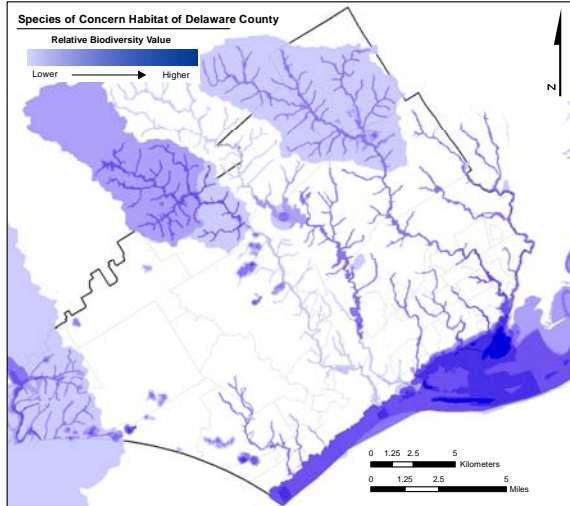 Species of Concern Habitat of Delaware County
Relative Biodiversity Value
Lower Higher
N
0 1.25 2.5 5
Kilometers
0 1.25 2.5 5
Miles